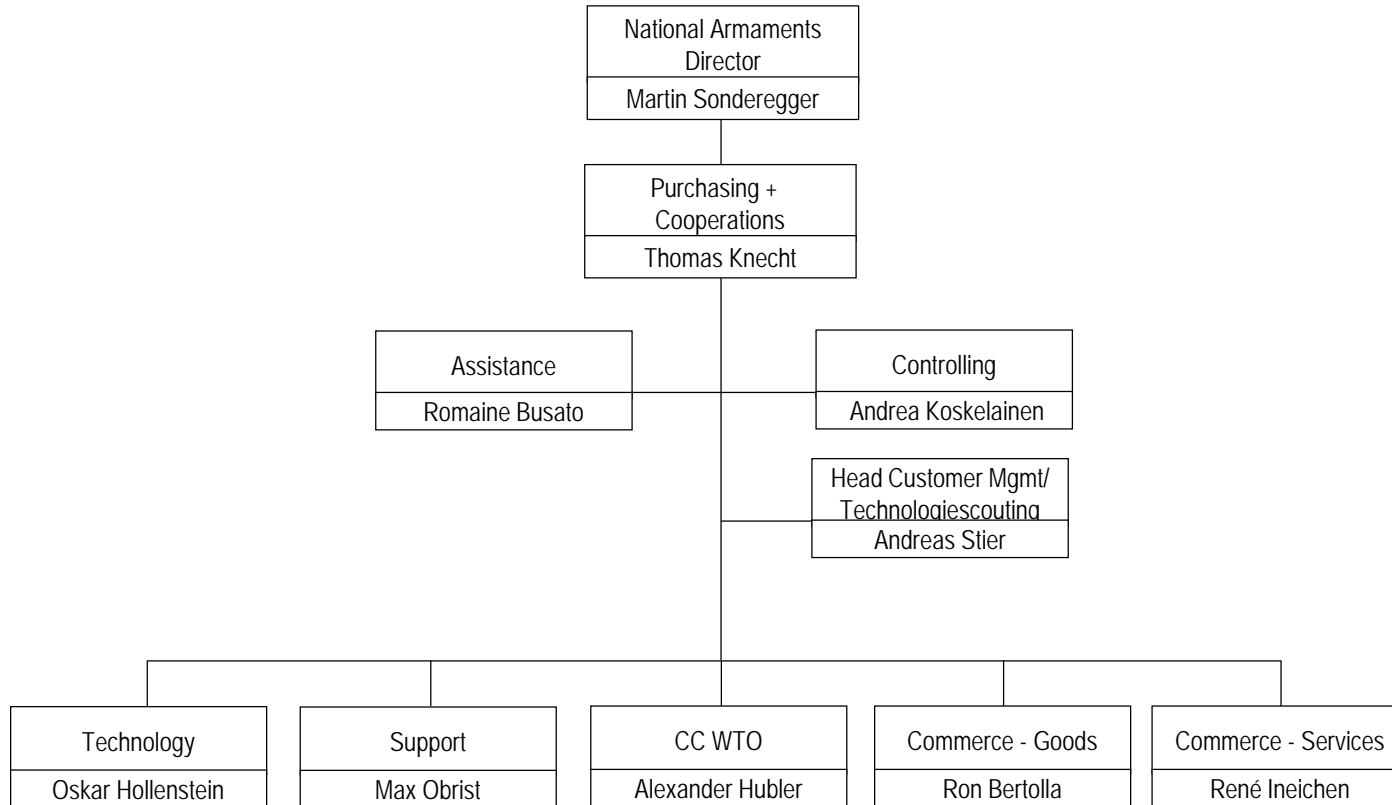 National Armaments
Director
Martin Sonderegger
Purchasing +
Cooperations
Thomas Knecht
Assistance
Romaine Busato
Controlling
Andrea Koskelainen
Head Customer Mgmt/
Technologiescouting
Andreas Stier
Technology
Oskar Hollenstein
Support
Max Obrist
CC WTO
Alexander Hubler
Commerce - Goods
Ron Bertolla
Commerce - Services
René Ineichen